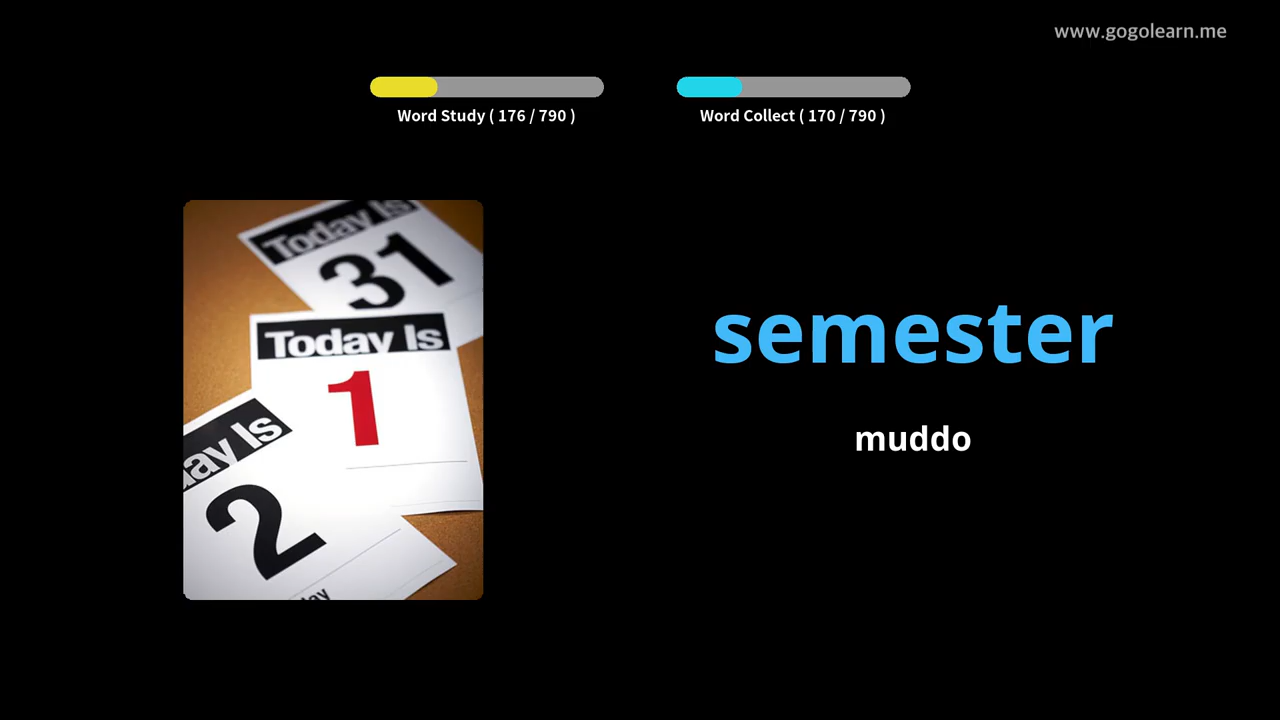 www.gogolearn.me
Word Study ( 176 / 790 )
Word Collect ( 170 / 790 )
Today Is
31
Today Is
1
ay Is
2
semester
muddo